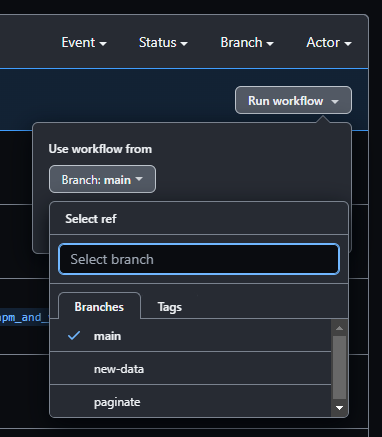 Event Status Branch Actor
Run workflow
Use workflow from
Branch: main
Select ref
Select branch
Branches Tags
main
new-data
paginate